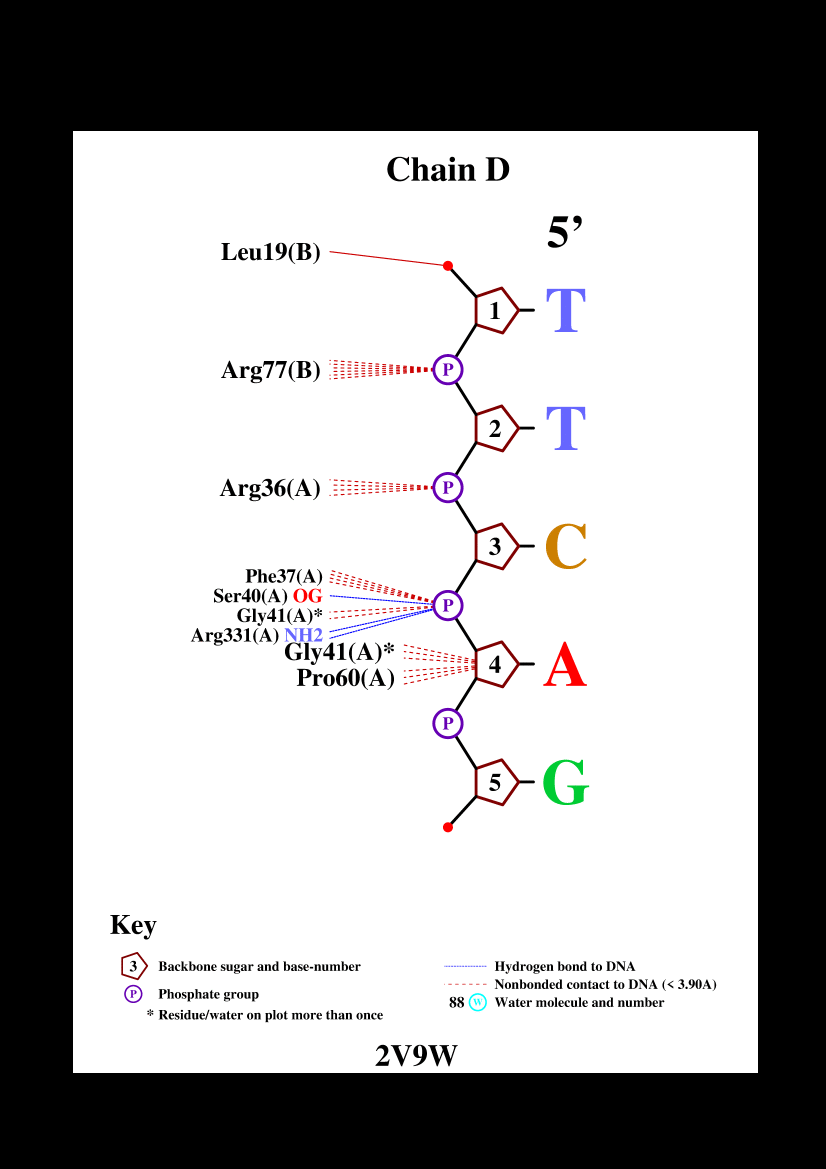 Chain D
5’
Leu19(B)
1 T
Arg77(B) P
2 T
Arg36(A) P
3 C
Phe37(A)
Ser40(A) OG P
Gly41(A)*
Arg331(A) NH2
Gly41(A)*
4 A
Pro60(A)
P
5 G
Key
3 Backbone sugar and base-number
P Phosphate group
* Residue/water on plot more than once
Hydrogen bond to DNA
Nonbonded contact to DNA (< 3.90A)
88 W Water molecule and number
2V9W